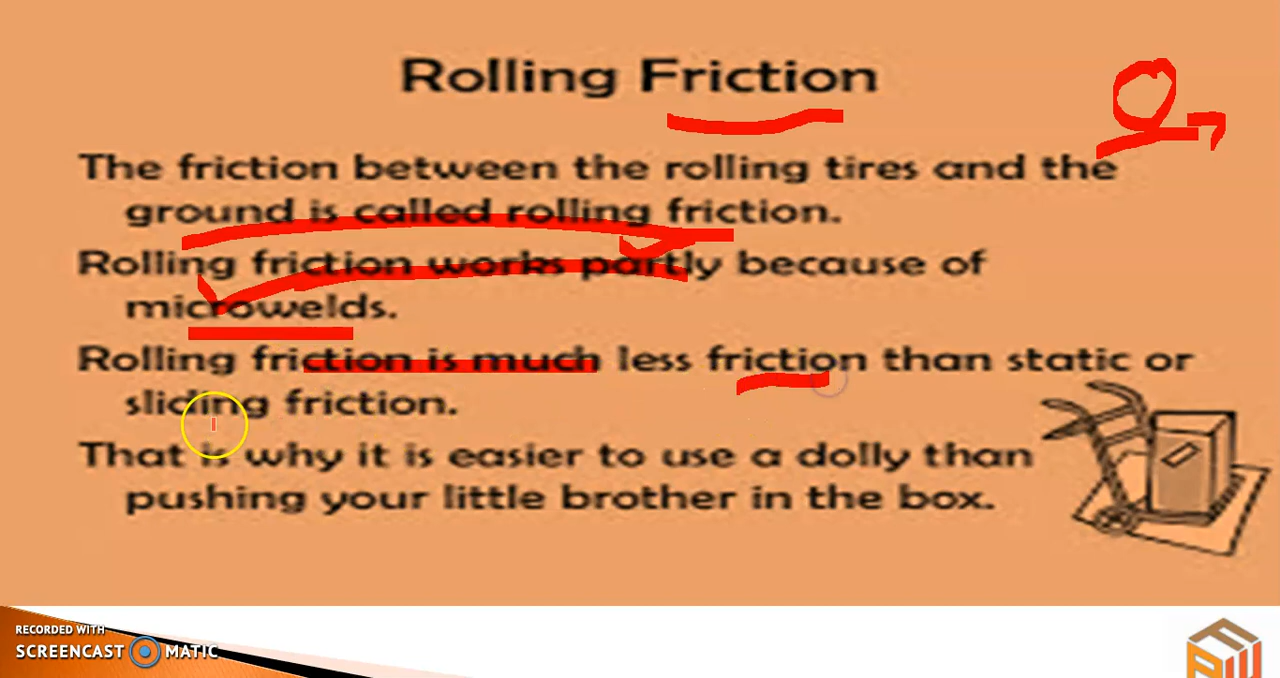 Rolling Friction
The friction between the rolling tires and the
ground is called rolling friction.
Rolling friction works partly because of
microwelds.
Rolling friction is much less friction than static or
sliding friction.
That is why it is easier to use a dolly than
pushing your little brother in the box.
RECORDED WITH
SCREENCAST MATIC